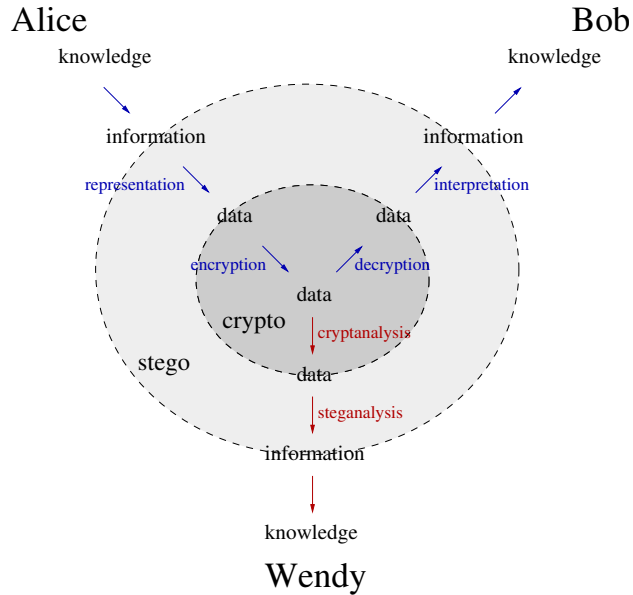 Alice
Bob
knowledge
knowledge
information
information
representation
interpretation
data
data
encryption
decryption
data
crypto
cryptanalysis
stego
data
steganalysis
information
knowledge
Wendy